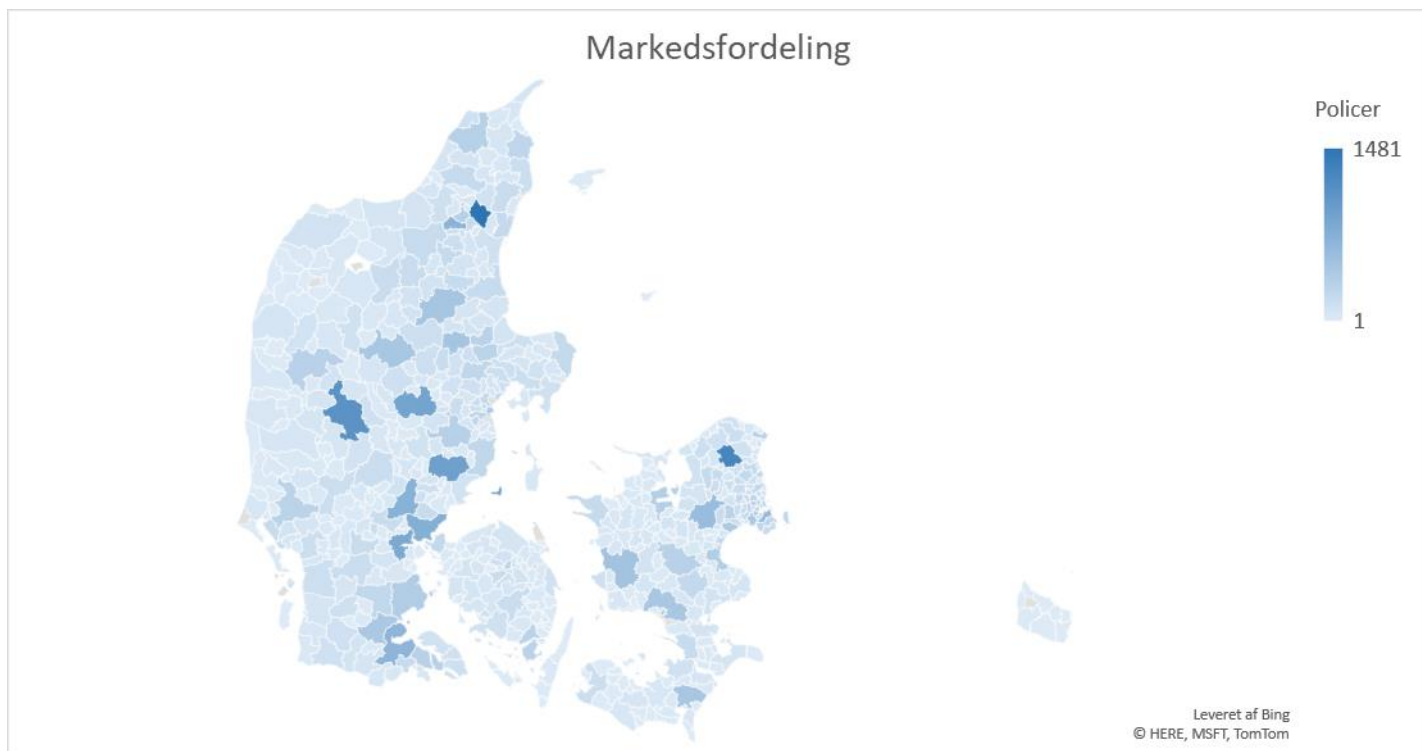 Markedsfordeling
Policer
1481
1
Leveret af Bing
© HERE, MSFT, TomTom